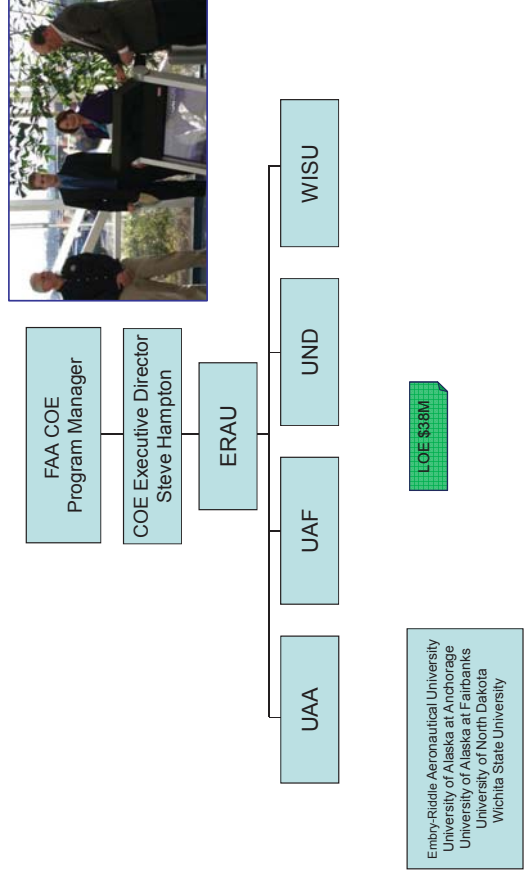 FAA COE
Program Manager
COE Executive Director
Steve Hampton
ERAU
UAA
UAF
UND
WISU
Embry-Riddle Aeronautical University
University of Alaska at Anchorage
University of Alaska at Fairbanks
University of North Dakota
Wichita State University
LOE $38M